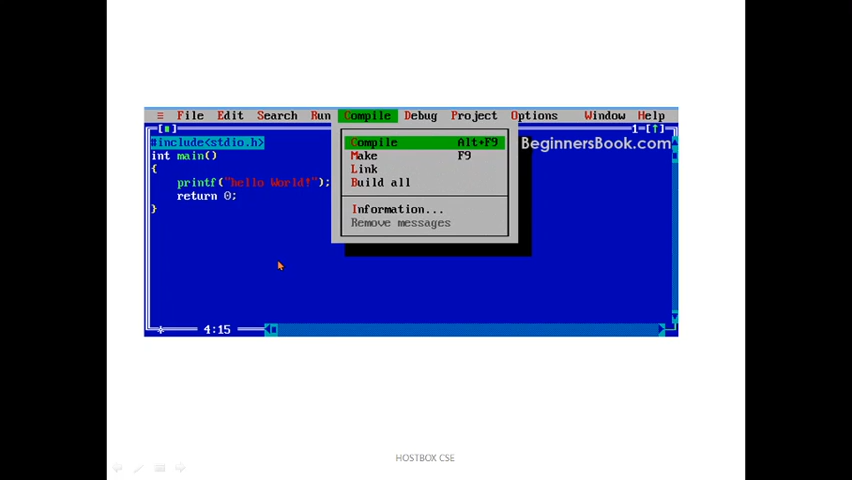 ≡ File Edit Search Run Compile Debug Project Options Window Help
[■] 1=[↑]
Compile Alt+F9
Make F9
Link
Build all
Information...
Remove messages
BeginnersBook.com
#include<stdio.h>
int main()
{
printf("hello World!");
return 0;
}
4:15
HOSTBOX CSE